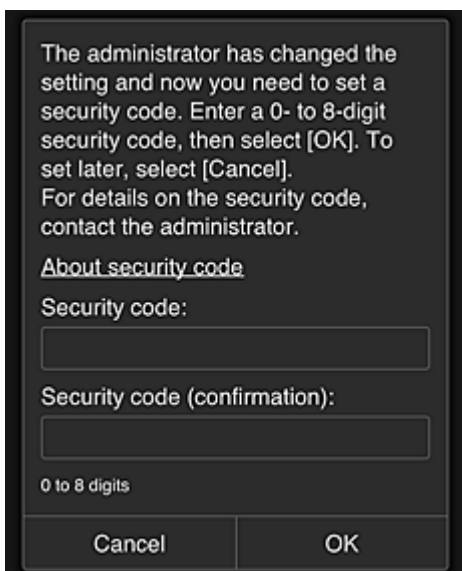 The administrator has changed the
setting and now you need to set a
security code. Enter a 0- to 8-digit
security code, then select [OK]. To
set later, select [Cancel].
For details on the security code,
contact the administrator.
About security code
Security code:
Security code (confirmation):
0 to 8 digits
Cancel OK